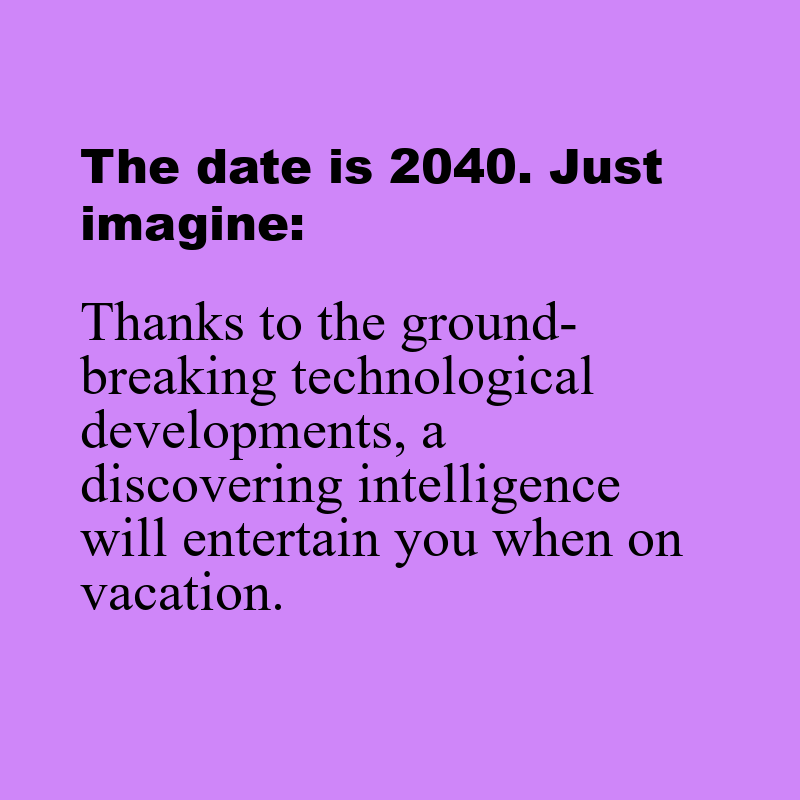 The date is 2040. Just
imagine:
Thanks to the ground-
breaking technological
developments, a
discovering intelligence
will entertain you when on
vacation.